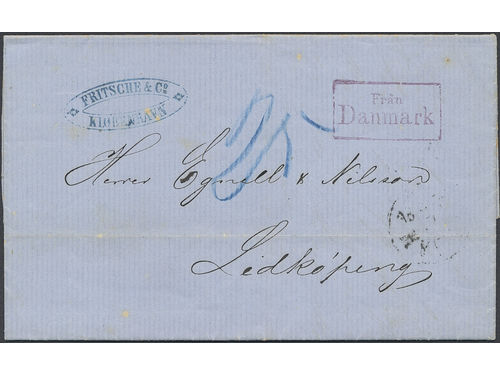 FRITSCHE & Cº
KIØBENHAVN
Från
Danmark
Herrer Egnell & Nilsson
Lidköping